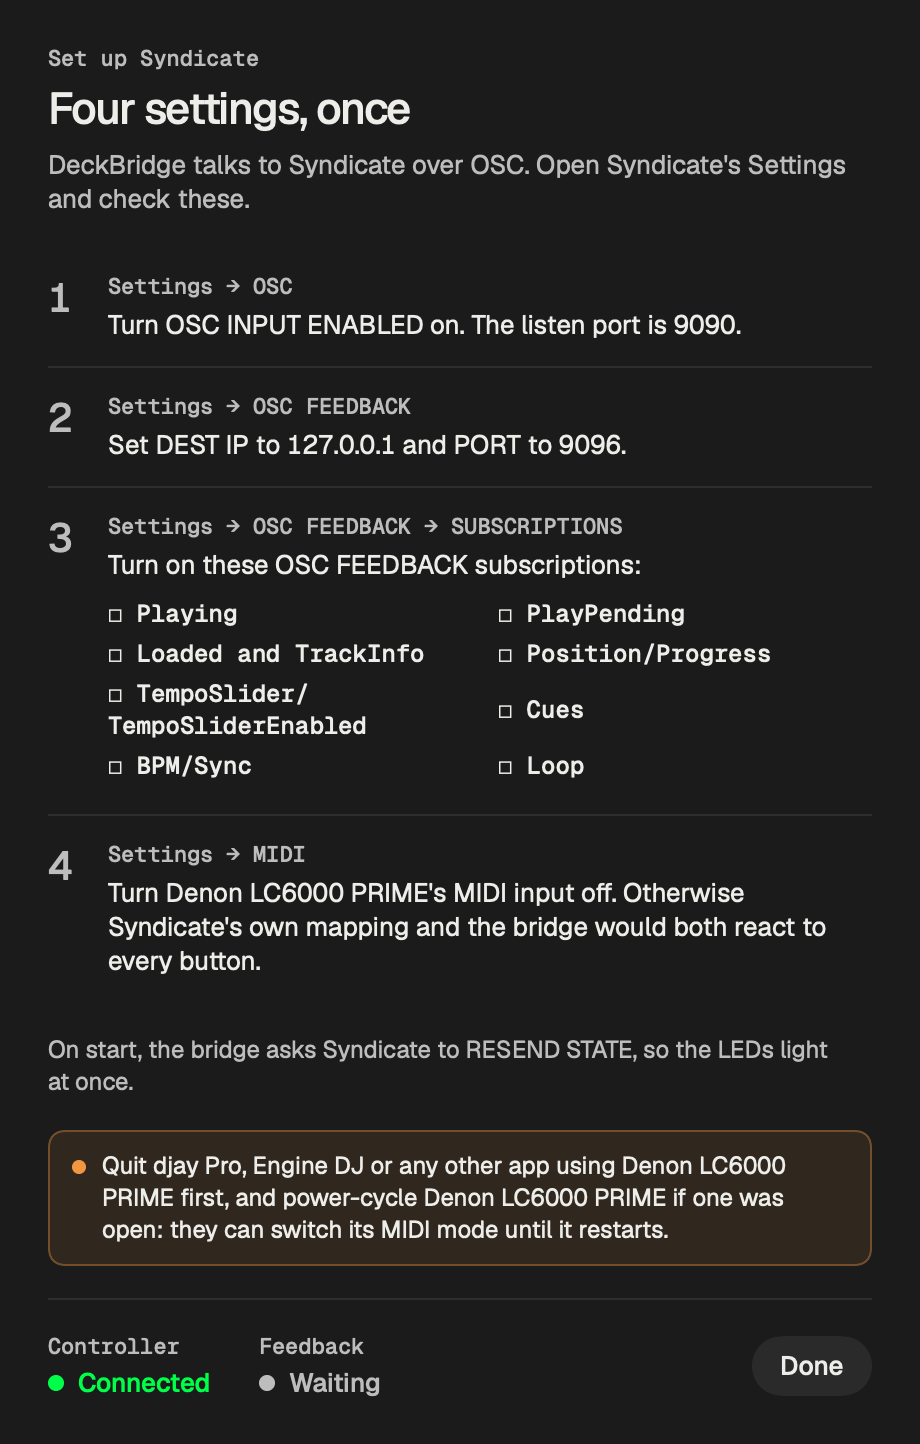 Set up Syndicate
Four settings, once
DeckBridge talks to Syndicate over OSC. Open Syndicate's Settings
and check these.
1
Settings → OSC
Turn OSC INPUT ENABLED on. The listen port is 9090.
2
Settings → OSC FEEDBACK
Set DEST IP to 127.0.0.1 and PORT to 9096.
3
Settings → OSC FEEDBACK → SUBSCRIPTIONS
Turn on these OSC FEEDBACK subscriptions:
□ Playing
□ PlayPending
□ Loaded and TrackInfo
□ Position/Progress
□ TempoSlider/
TempoSliderEnabled
□ Cues
□ BPM/Sync
□ Loop
4
Settings → MIDI
Turn Denon LC6000 PRIME's MIDI input off. Otherwise
Syndicate's own mapping and the bridge would both react to
every button.
On start, the bridge asks Syndicate to RESEND STATE, so the LEDs light
at once.
Quit djay Pro, Engine DJ or any other app using Denon LC6000
PRIME first, and power-cycle Denon LC6000 PRIME if one was
open: they can switch its MIDI mode until it restarts.
Controller
Connected
Feedback
Waiting
Done